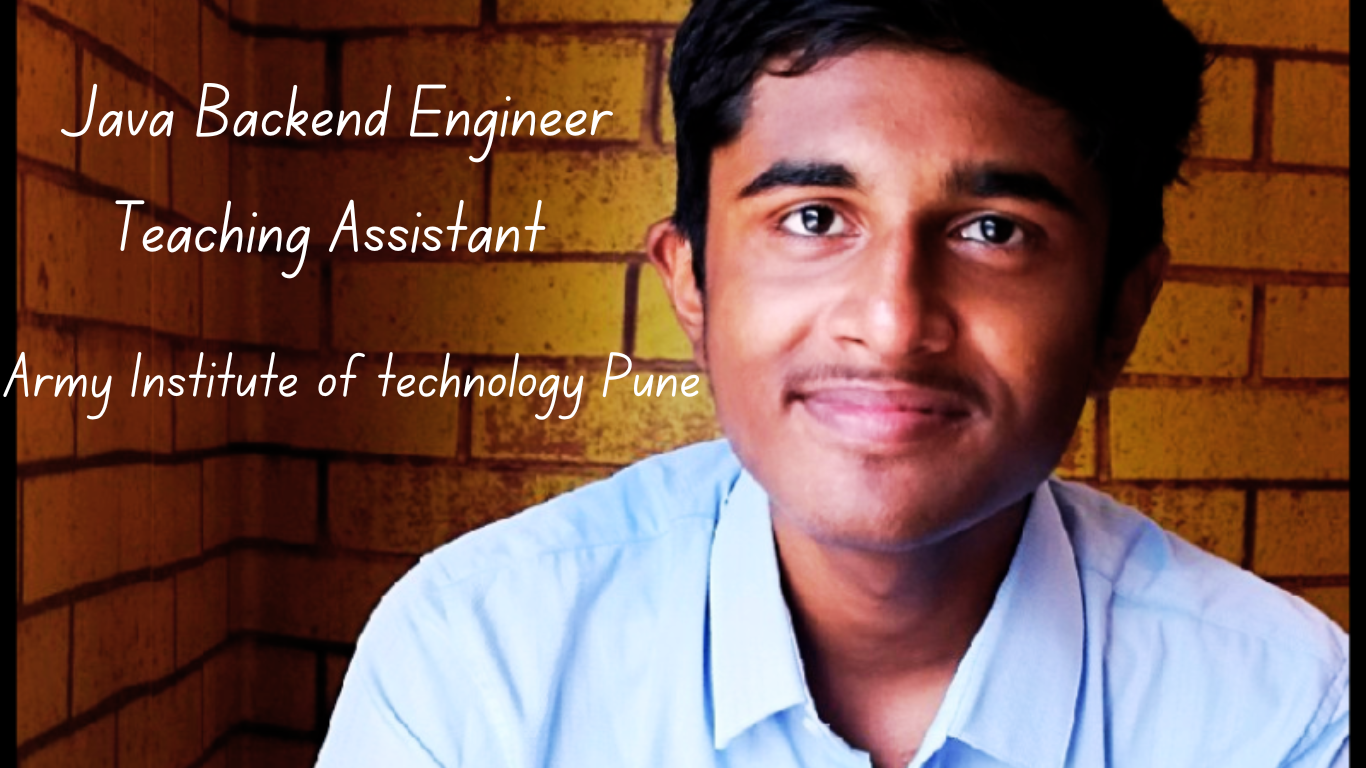 Java Backend Engineer
Teaching Assistant
Army Institute of technology Pune